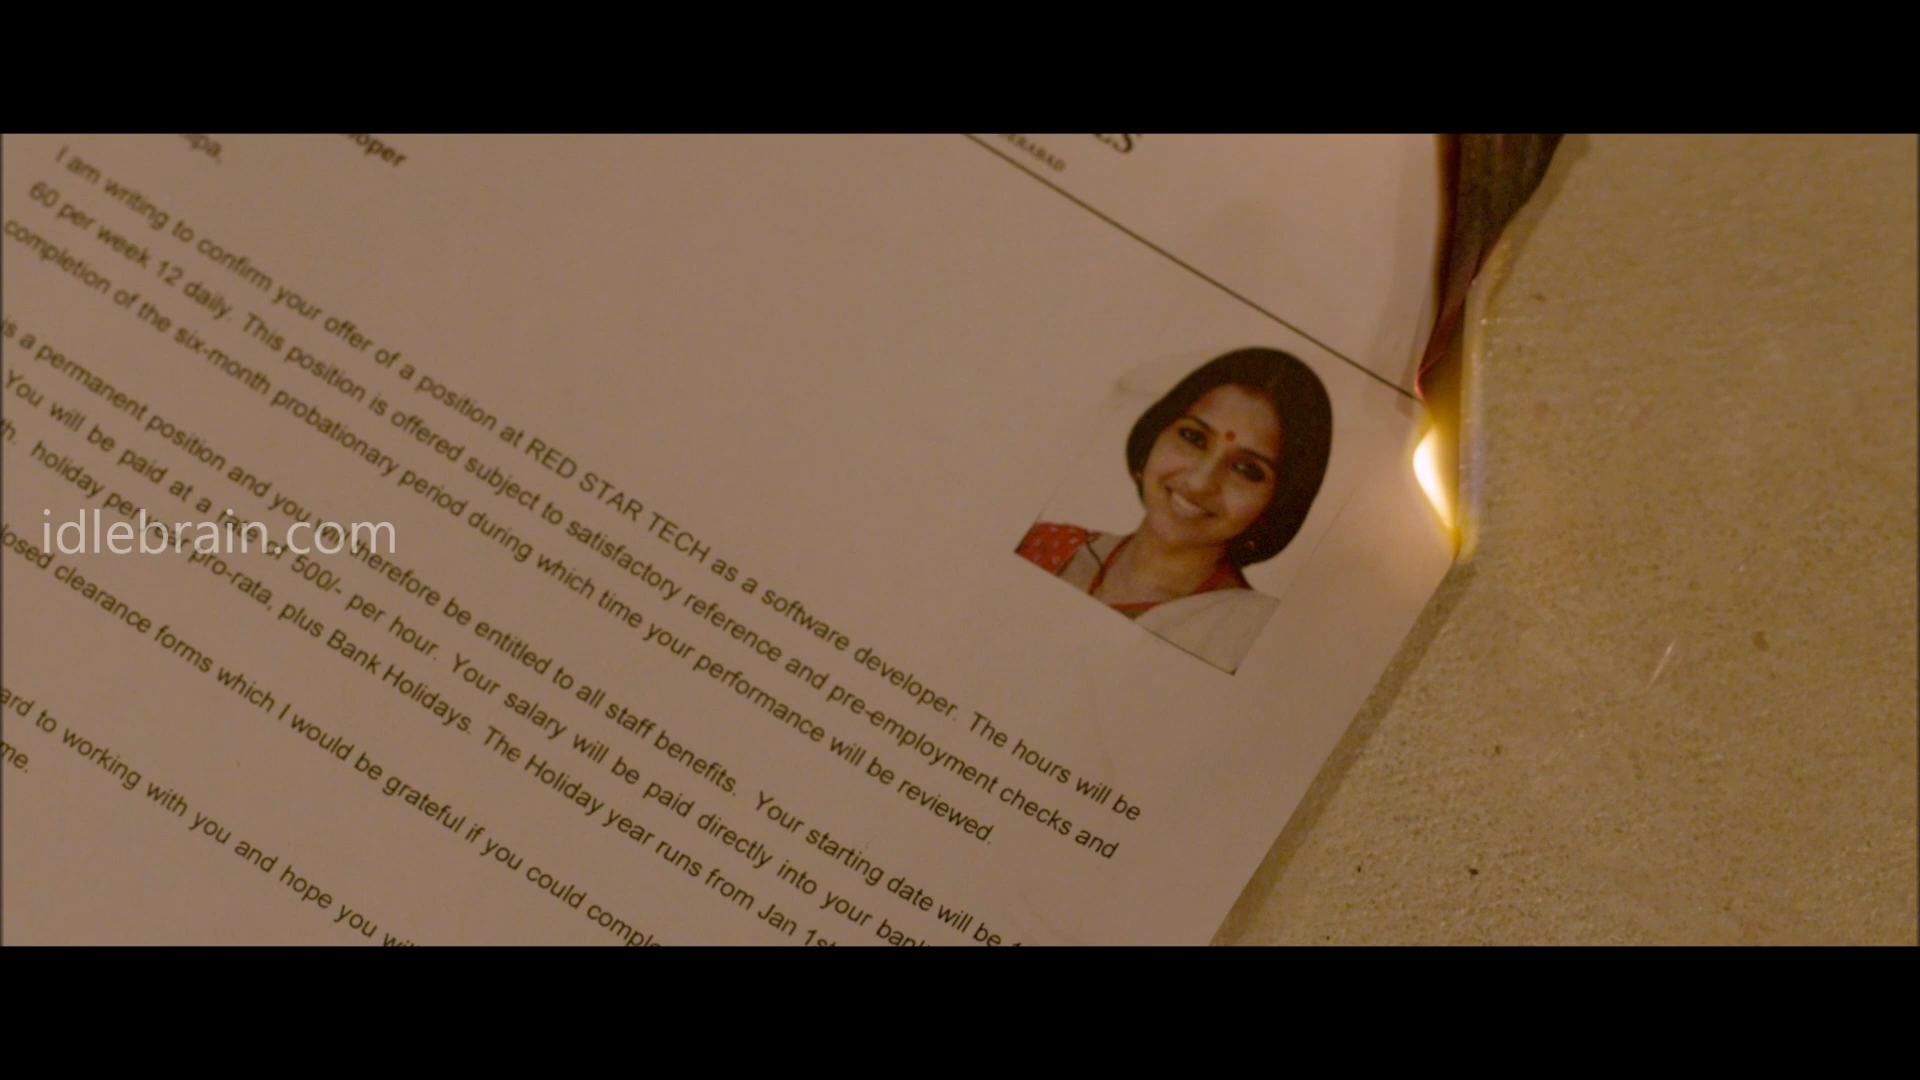 I am writing to confirm your offer of a position at RED STAR TECH as a software developer. The hours will be
60 per week 12 daily. This position is offered subject to satisfactory reference and pre-employment checks and
completion of the six-month probationary period during which time your performance will be reviewed.
is a permanent position and you will therefore be entitled to all staff benefits. Your starting date will be
You will be paid at a rate of 500/- per hour. Your salary will be paid directly into your bank
th. holiday per year pro-rata, plus Bank Holidays. The Holiday year runs from Jan 1st
losed clearance forms which I would be grateful if you could comple
ard to working with you and hope you wil
me.
idlebrain.com